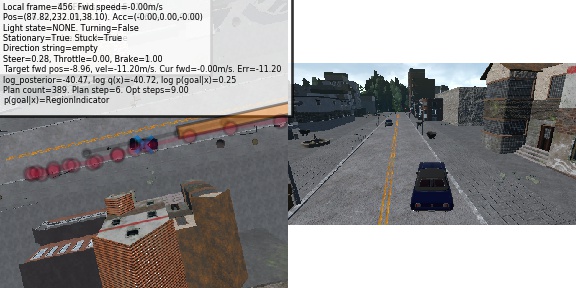 Local frame=456. Fwd speed=-0.00m/s
Pos=(87.82,232.01,38.10). Acc=(-0:00,0.00,-0.00)
Light state=NONE. Turning=False
Stationary=True. Stuck=True
Direction string=empty
Steer=0.28, Throttle=0.00, Brake=1.00
Target fwd pos=-8.96, vel=-11.20m/s. Cur fwd=-0.00m/s. Err=-11.20
log_posterior=-40.47, log q(x)=-40.72, log p(goal|x)=0.25
Plan count=389. Plan step=6. Opt steps=9.00
p(goal|x)=RegionIndicator